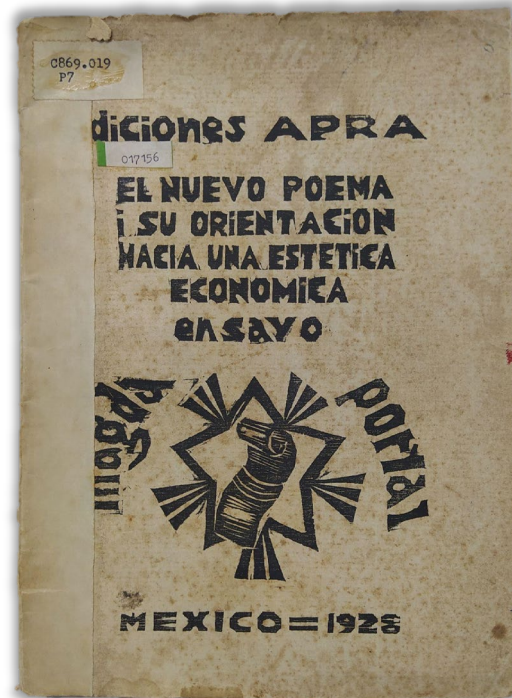 C869.019
P7
diciones APRA
017156
EL NUEVO POEMA
i SU ORiENTACiON
HACiA UNA ESTETiCA
ECONOMiCA
ensayo
magda portal
MEXICO=1928